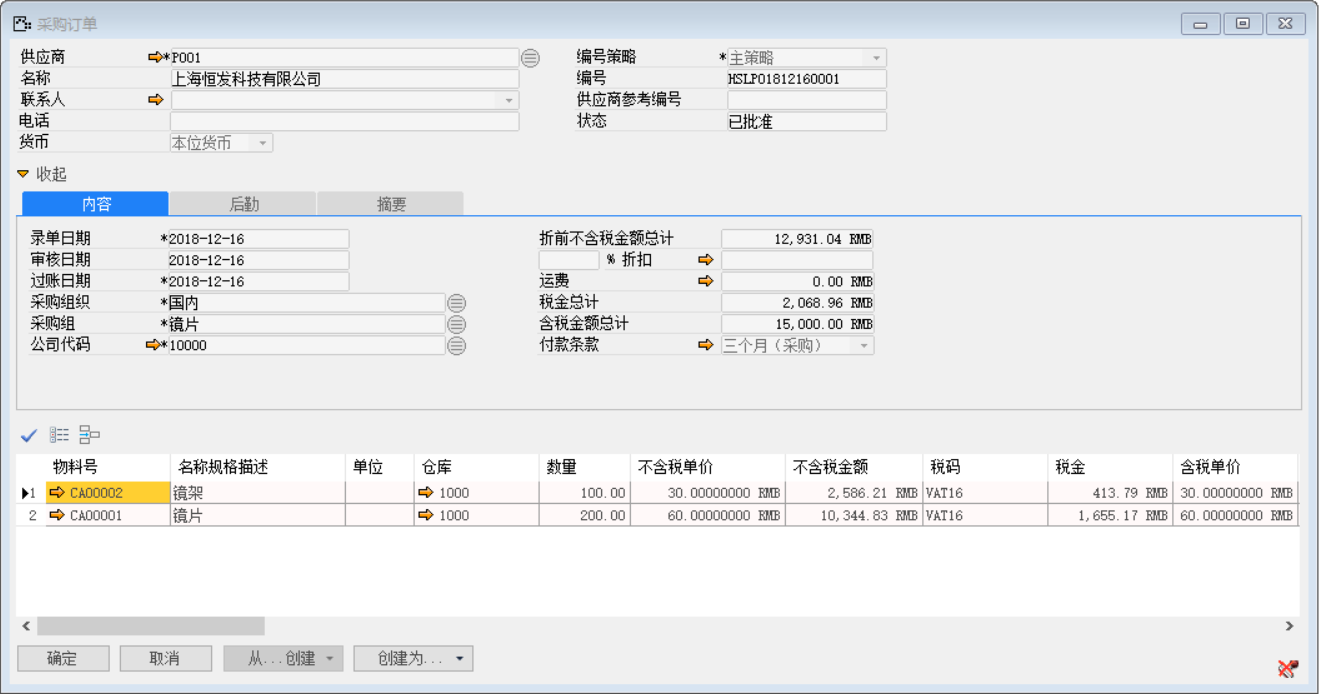 采购订单
供应商 *P001 编号策略 *主策略
名称 上海恒发科技有限公司 编号 HSLPO1812160001
联系人 供应商参考编号
电话 状态 已批准
货币 本位货币
收起
内容 后勤 摘要
录单日期 *2018-12-16 折前不含税金额总计 12,931.04 RMB
审核日期 2018-12-16 % 折扣
过账日期 *2018-12-16 运费 0.00 RMB
采购组织 *国内 税金总计 2,068.96 RMB
采购组 *镜片 含税金额总计 15,000.00 RMB
公司代码 *10000 付款条款 三个月（采购）
物料号 名称规格描述 单位 仓库 数量 不含税单价 不含税金额 税码 税金 含税单价
1 CA00002 镜架 1000 100.00 30.00000000 RMB 2,586.21 RMB VAT16 413.79 RMB 30.00000000 RMB
2 CA00001 镜片 1000 200.00 60.00000000 RMB 10,344.83 RMB VAT16 1,655.17 RMB 60.00000000 RMB
确定 取消 从...创建 创建为...